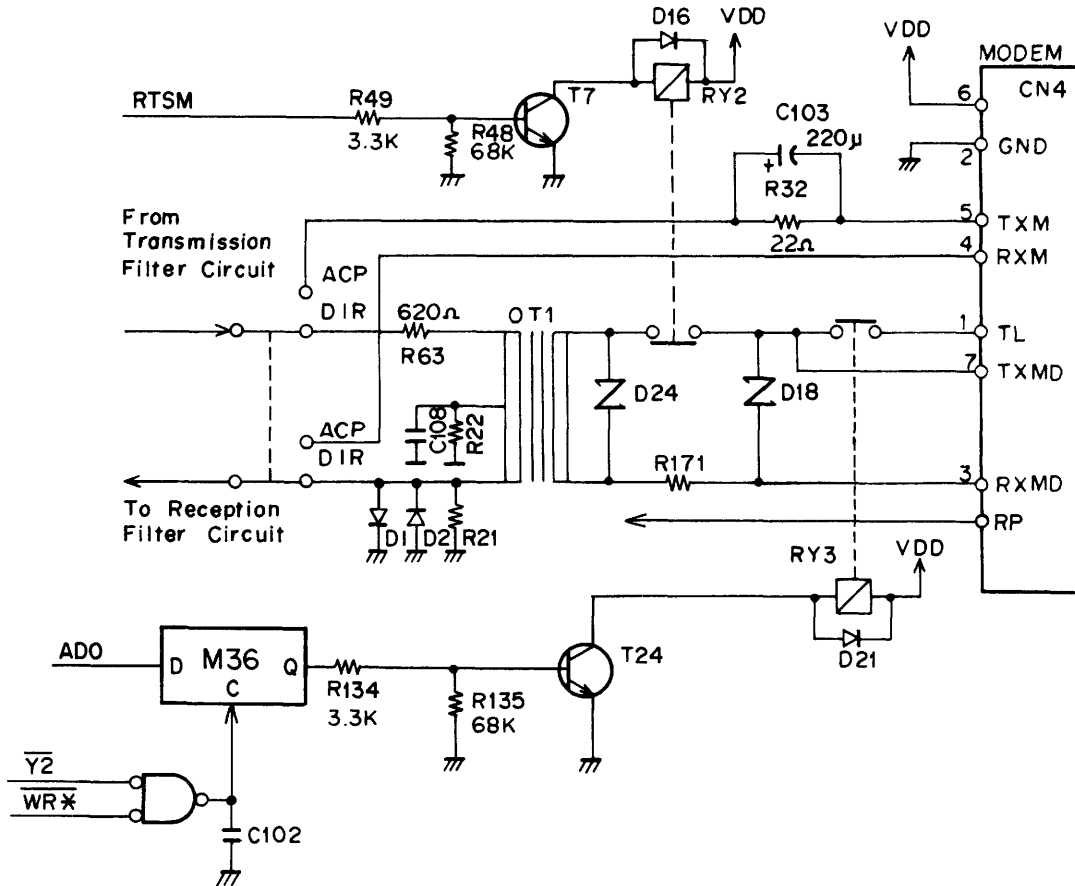 D16
VDD
VDD
MODEM
CN4
6
RTSM
R49
3.3K
T7
RY2
C103
220μ
+
R48
68K
GND
2
R32
22Ω
5
TXM
4
RXM
From
Transmission
Filter Circuit
ACP
DIR
620Ω
R63
OT1
1
TL
7
TXMD
D24
D18
ACP
DIR
C108
R22
R171
3
RXMD
To Reception
Filter Circuit
D1
D2
R21
RP
RY3
VDD
D21
AD0
D
M36
Q
C
R134
3.3K
R135
68K
T24
Y2
WR*
C102